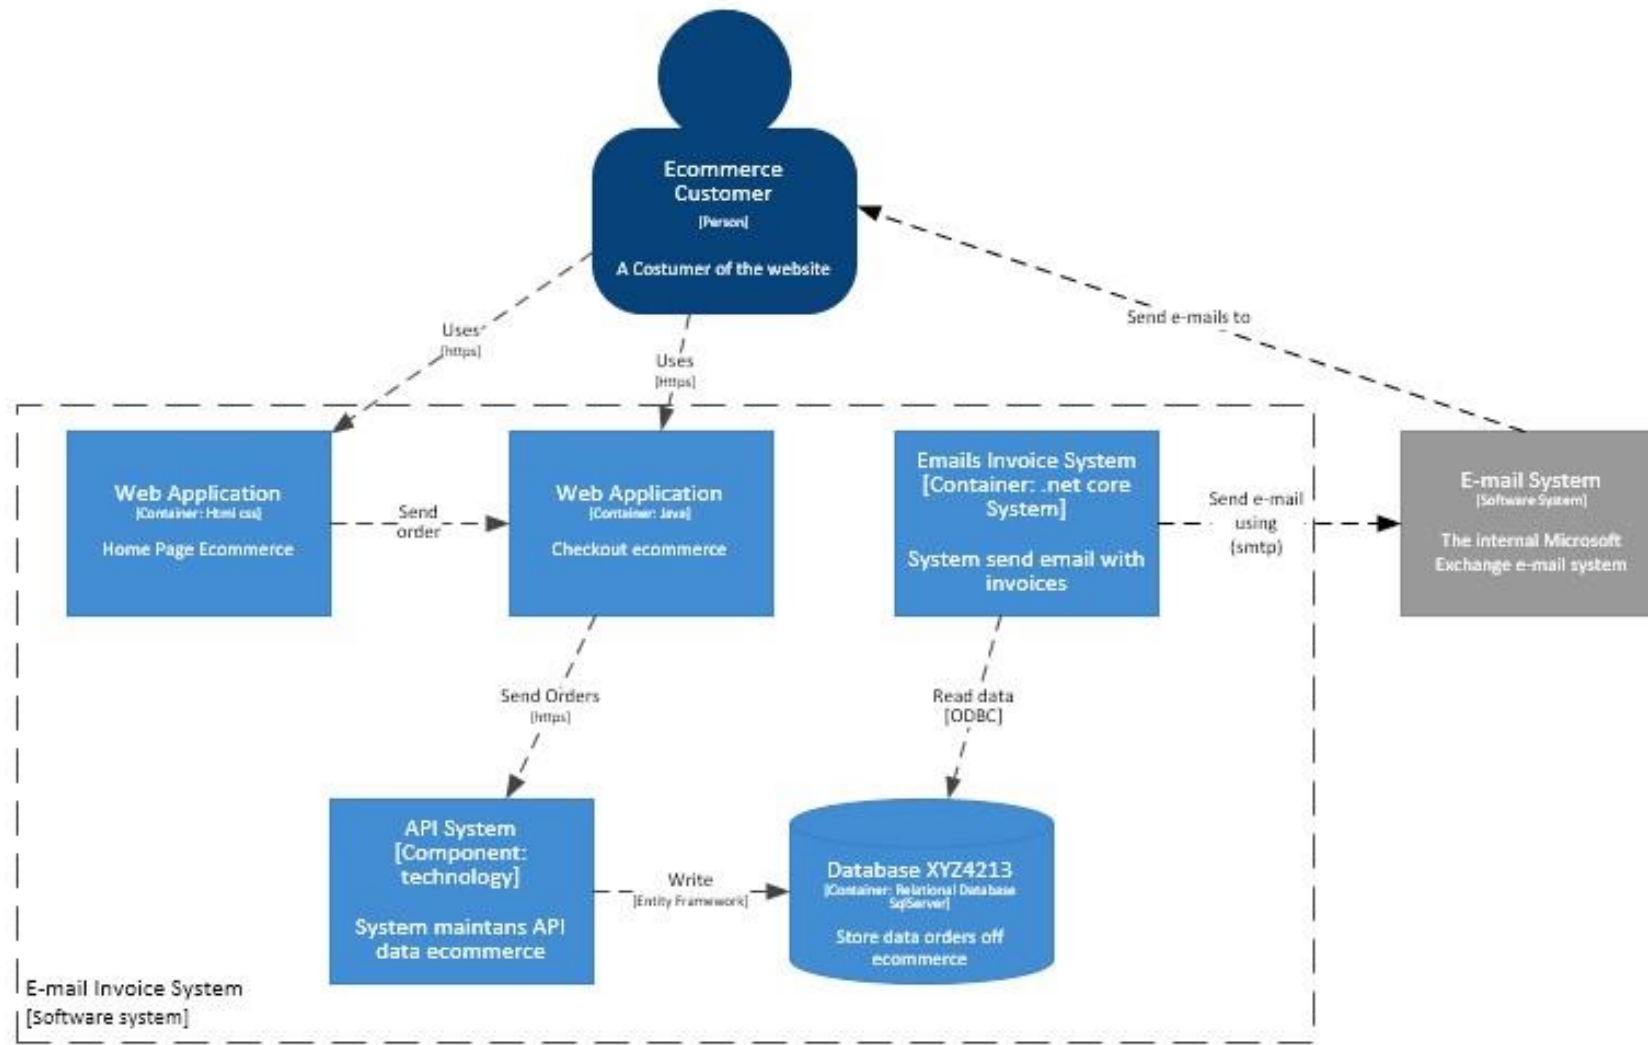 Ecommerce
Customer
[Person]
A Costumer of the website
Uses
[https]
Uses
[Https]
Send e-mails to
Web Application
[Container: Html css]
Home Page Ecommerce
Send
order
Web Application
[Container: Java]
Checkout ecommerce
Emails Invoice System
[Container: .net core
System]
System send email with
invoices
Send e-mail
using
(smtp)
E-mail System
[Software System]
The internal Microsoft
Exchange e-mail system
Send Orders
[https]
Read data
[ODBC]
API System
[Component:
technology]
System maintans API
data ecommerce
Write
[Entity Framework]
Database XYZ4213
[Container: Relational Database
SqlServer]
Store data orders off
ecommerce
E-mail Invoice System
[Software system]